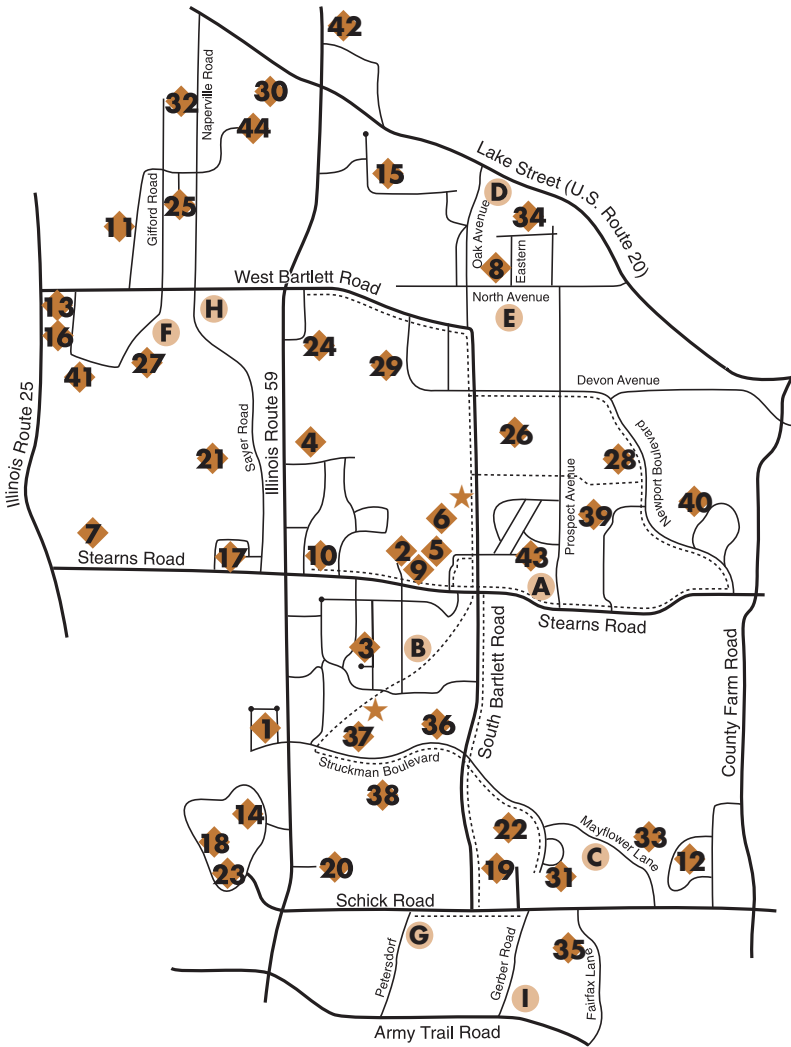 42
32
Naperville Road
30
44
Lake Street (U.S. Route 20)
15
D
25
Gifford Road
11
Oak Avenue
34
Eastern
8
West Bartlett Road
North Avenue
13
H
E
16
F
24
27
29
41
Devon Avenue
Illinois Route 25
Sayer Road
Illinois Route 59
4
26
21
28
Newport Boulevard
Prospect Avenue
40
6
39
7
Stearns Road
17
10
2
5
9
43
A
Stearns Road
3
B
South Bartlett Road
County Farm Road
1
37
36
Struckman Boulevard
38
14
18
22
Mayflower Lane
33
23
20
19
31
C
12
Schick Road
G
Petersdorf
Gerber Road
35
Fairfax Lane
I
Army Trail Road